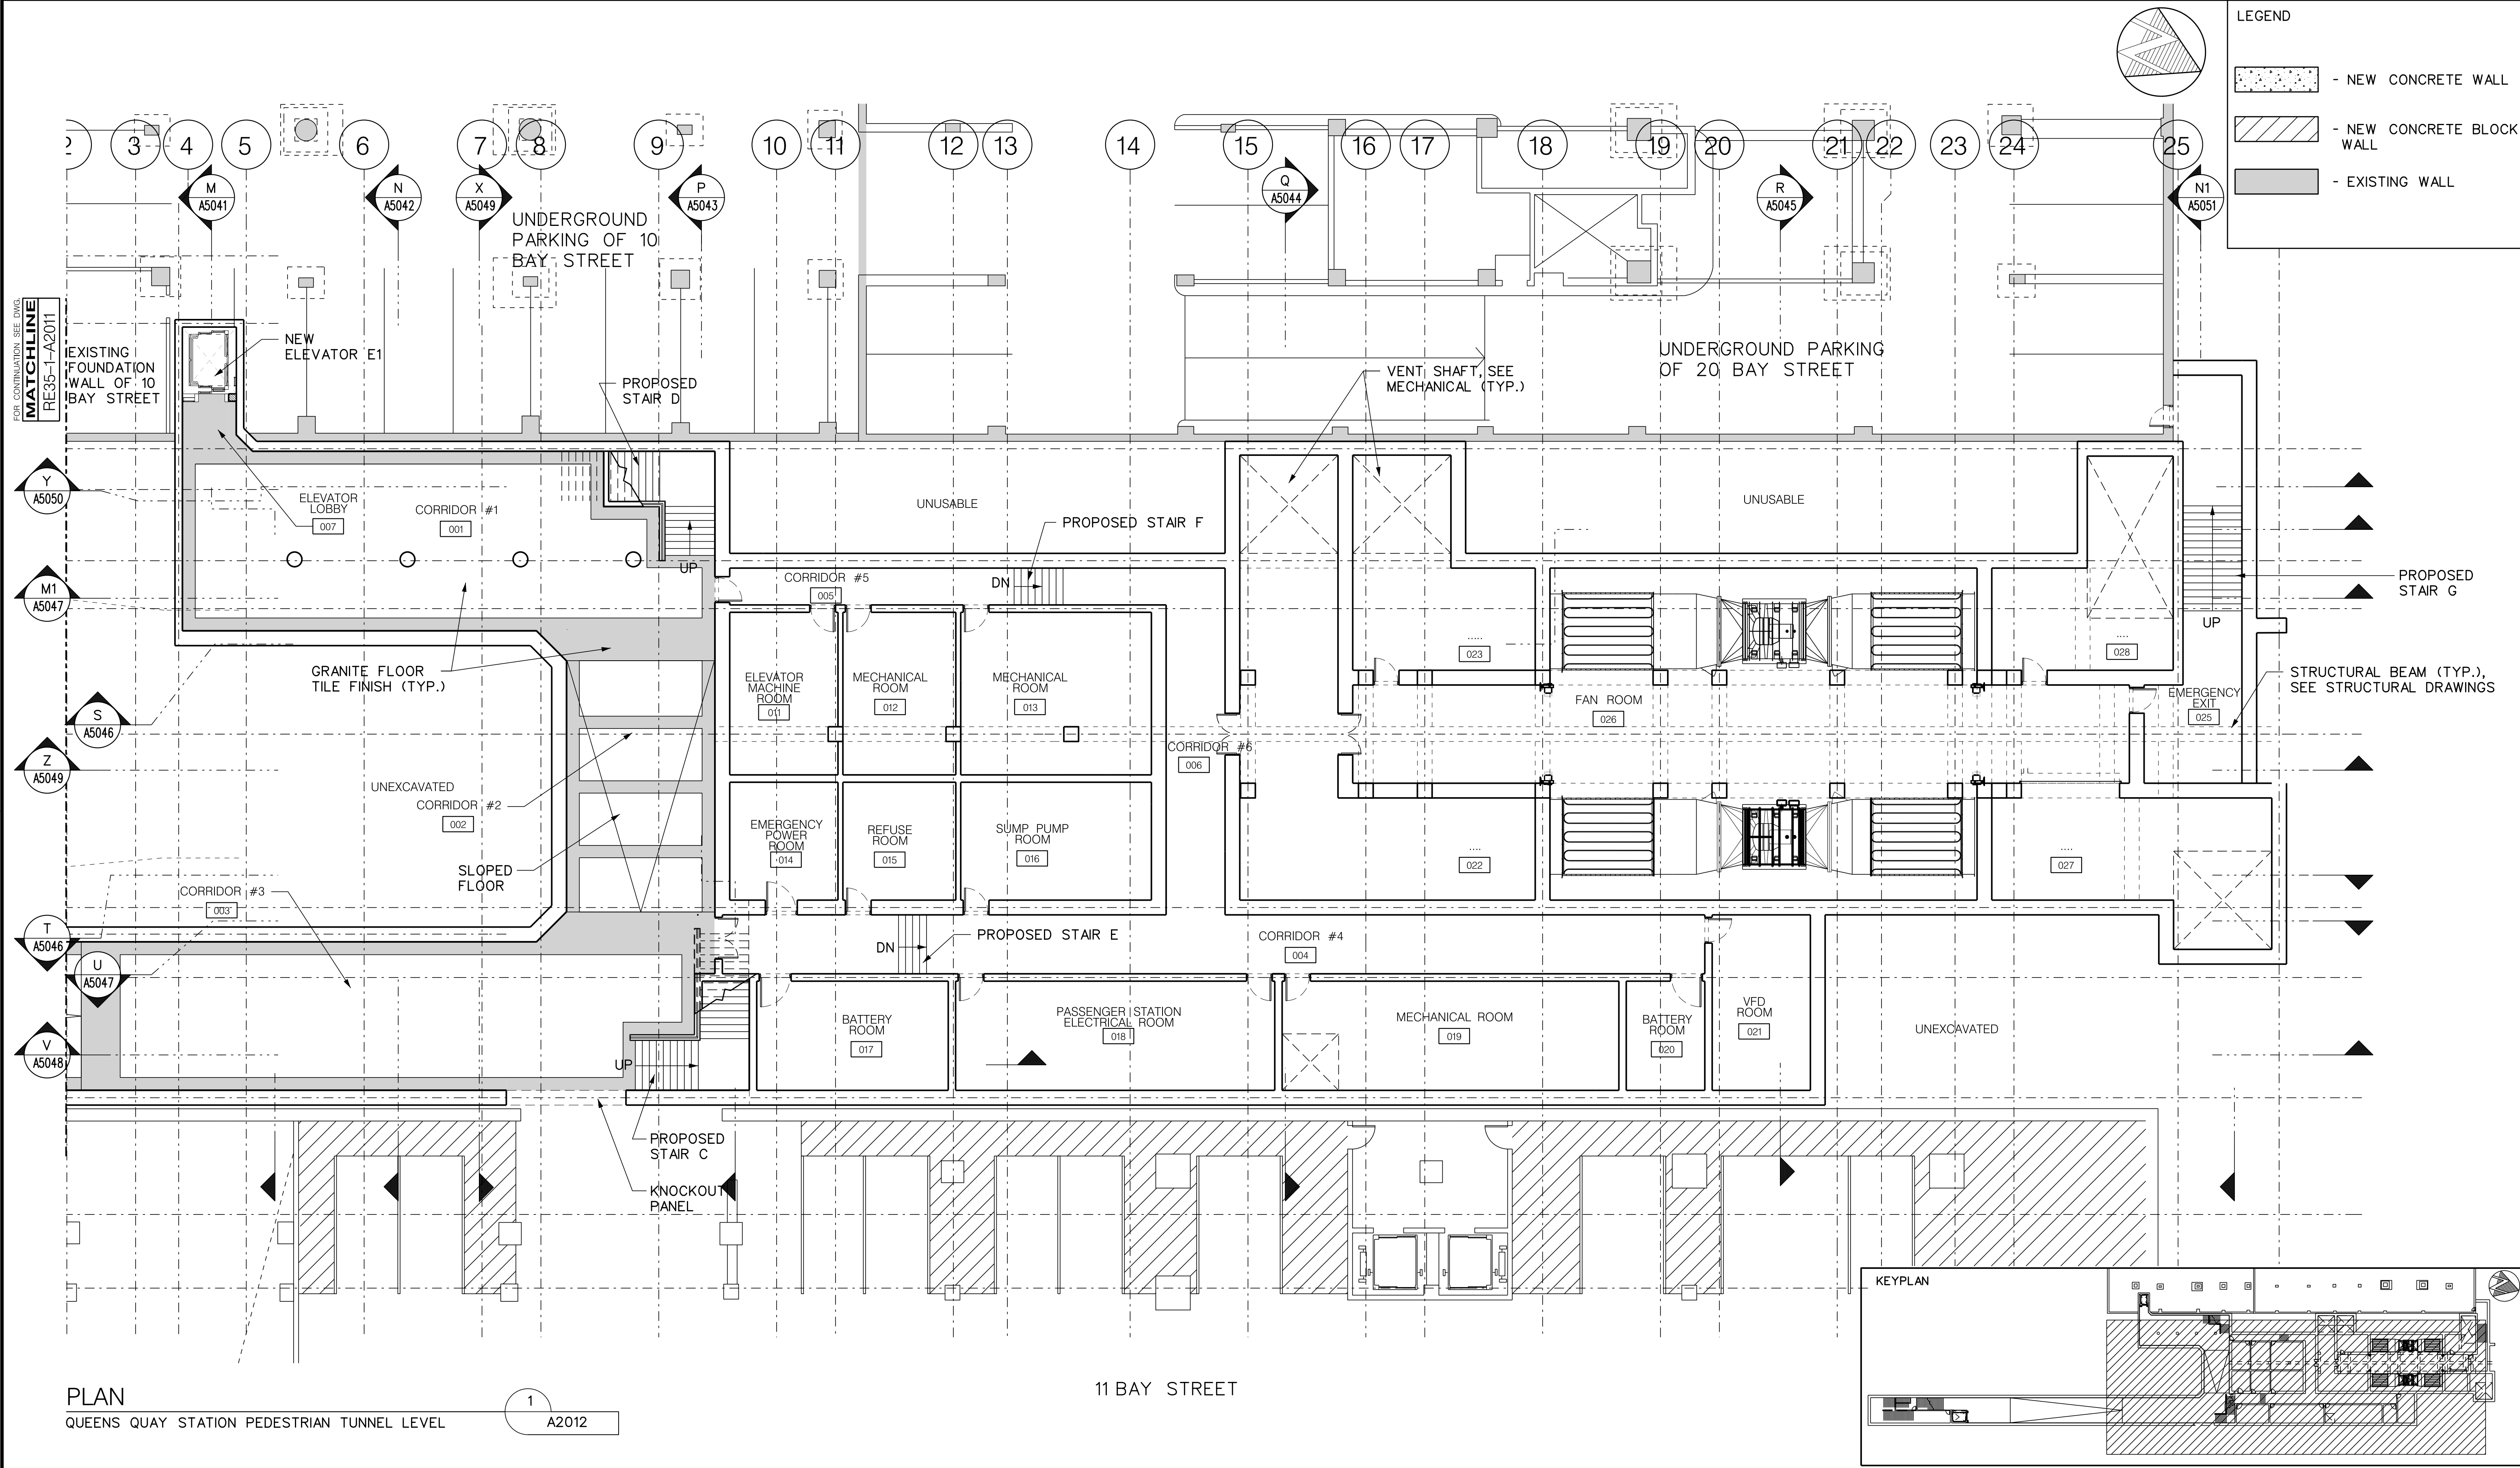 LEGEND
- NEW CONCRETE WALL
- NEW CONCRETE BLOCK
WALL
- EXISTING WALL
2
3
4
5
6
7
8
9
10
11
12
13
14
15
16
17
18
19
20
21
22
23
24
25
M
A5041
N
A5042
X
A5049
P
A5043
Q
A5044
R
A5045
N1
A5051
UNDERGROUND
PARKING OF 10
BAY STREET
UNDERGROUND PARKING
OF 20 BAY STREET
FOR CONTINUATION SEE DWG.
MATCHLINE
RE35-1-A2011
EXISTING
FOUNDATION
WALL OF 10
BAY STREET
NEW
ELEVATOR E1
PROPOSED
STAIR D
VENT SHAFT, SEE
MECHANICAL (TYP.)
Y
A5050
ELEVATOR
LOBBY
007
CORRIDOR #1
001
UNUSABLE
PROPOSED STAIR F
UNUSABLE
UP
CORRIDOR #5
005
DN
M1
A5047
PROPOSED
STAIR G
UP
GRANITE FLOOR
TILE FINISH (TYP.)
ELEVATOR
MACHINE
ROOM
011
MECHANICAL
ROOM
012
MECHANICAL
ROOM
013
.....
023
....
028
FAN ROOM
026
EMERGENCY
EXIT
025
STRUCTURAL BEAM (TYP.),
SEE STRUCTURAL DRAWINGS
S
A5046
CORRIDOR #6
006
Z
A5049
UNEXCAVATED
CORRIDOR #2
002
EMERGENCY
POWER
ROOM
014
REFUSE
ROOM
015
SUMP PUMP
ROOM
016
....
022
....
027
SLOPED
FLOOR
CORRIDOR #3
003
T
A5046
DN
PROPOSED STAIR E
CORRIDOR #4
004
U
A5047
BATTERY
ROOM
017
PASSENGER STATION
ELECTRICAL ROOM
018
MECHANICAL ROOM
019
BATTERY
ROOM
020
VFD
ROOM
021
UNEXCAVATED
V
A5048
UP
PROPOSED
STAIR C
KNOCKOUT
PANEL
KEYPLAN
PLAN
QUEENS QUAY STATION PEDESTRIAN TUNNEL LEVEL
1
A2012
11 BAY STREET